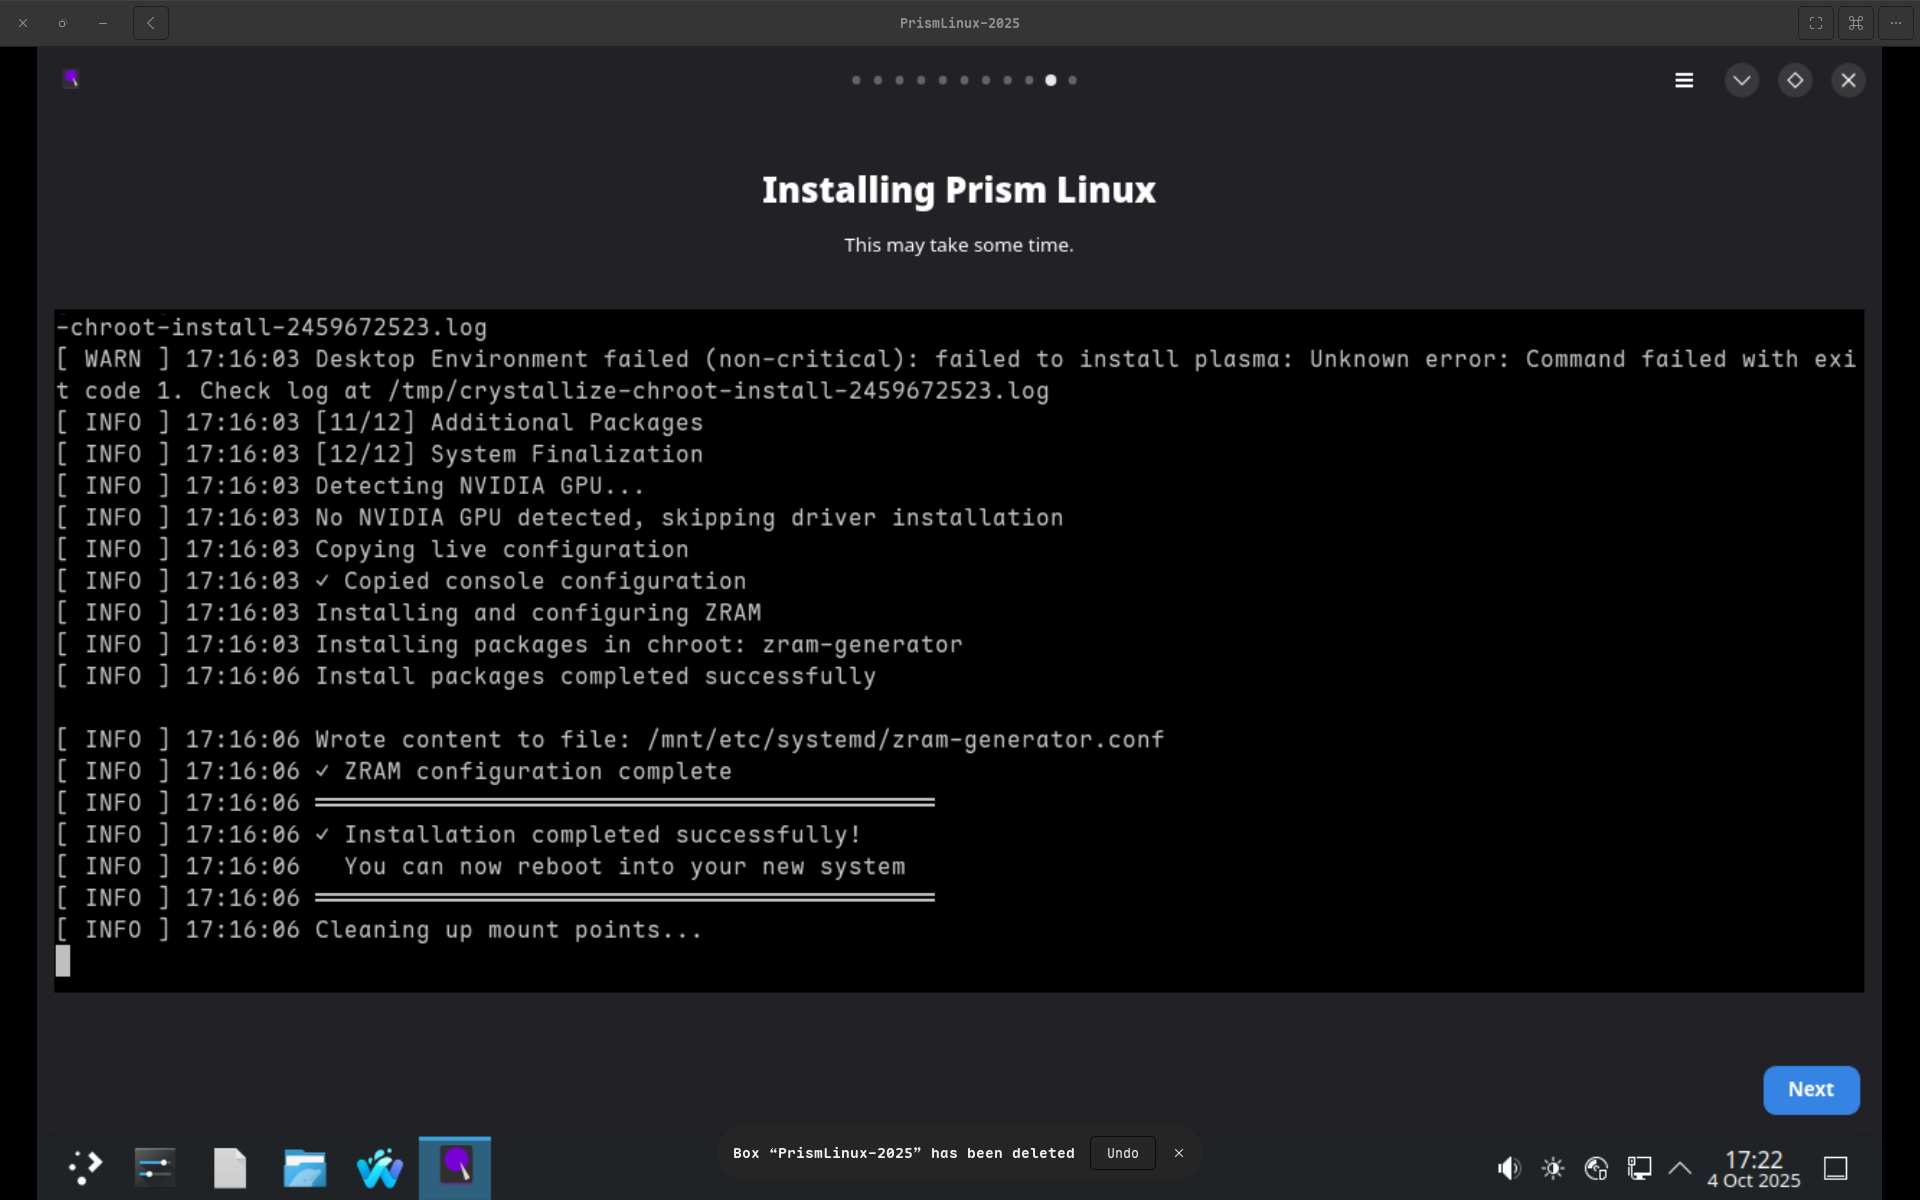 PrismLinux-2025
Installing Prism Linux
This may take some time.
-chroot-install-2459672523.log
[ WARN ] 17:16:03 Desktop Environment failed (non-critical): failed to install plasma: Unknown error: Command failed with exi
t code 1. Check log at /tmp/crystallize-chroot-install-2459672523.log
[ INFO ] 17:16:03 [11/12] Additional Packages
[ INFO ] 17:16:03 [12/12] System Finalization
[ INFO ] 17:16:03 Detecting NVIDIA GPU...
[ INFO ] 17:16:03 No NVIDIA GPU detected, skipping driver installation
[ INFO ] 17:16:03 Copying live configuration
[ INFO ] 17:16:03 ✓ Copied console configuration
[ INFO ] 17:16:03 Installing and configuring ZRAM
[ INFO ] 17:16:03 Installing packages in chroot: zram-generator
[ INFO ] 17:16:06 Install packages completed successfully
[ INFO ] 17:16:06 Wrote content to file: /mnt/etc/systemd/zram-generator.conf
[ INFO ] 17:16:06 ✓ ZRAM configuration complete
[ INFO ] 17:16:06 ═══════════════════════════════════════════
[ INFO ] 17:16:06 ✓ Installation completed successfully!
[ INFO ] 17:16:06   You can now reboot into your new system
[ INFO ] 17:16:06 ═══════════════════════════════════════════
[ INFO ] 17:16:06 Cleaning up mount points...
Next
Box “PrismLinux-2025” has been deleted Undo
17:22
4 Oct 2025